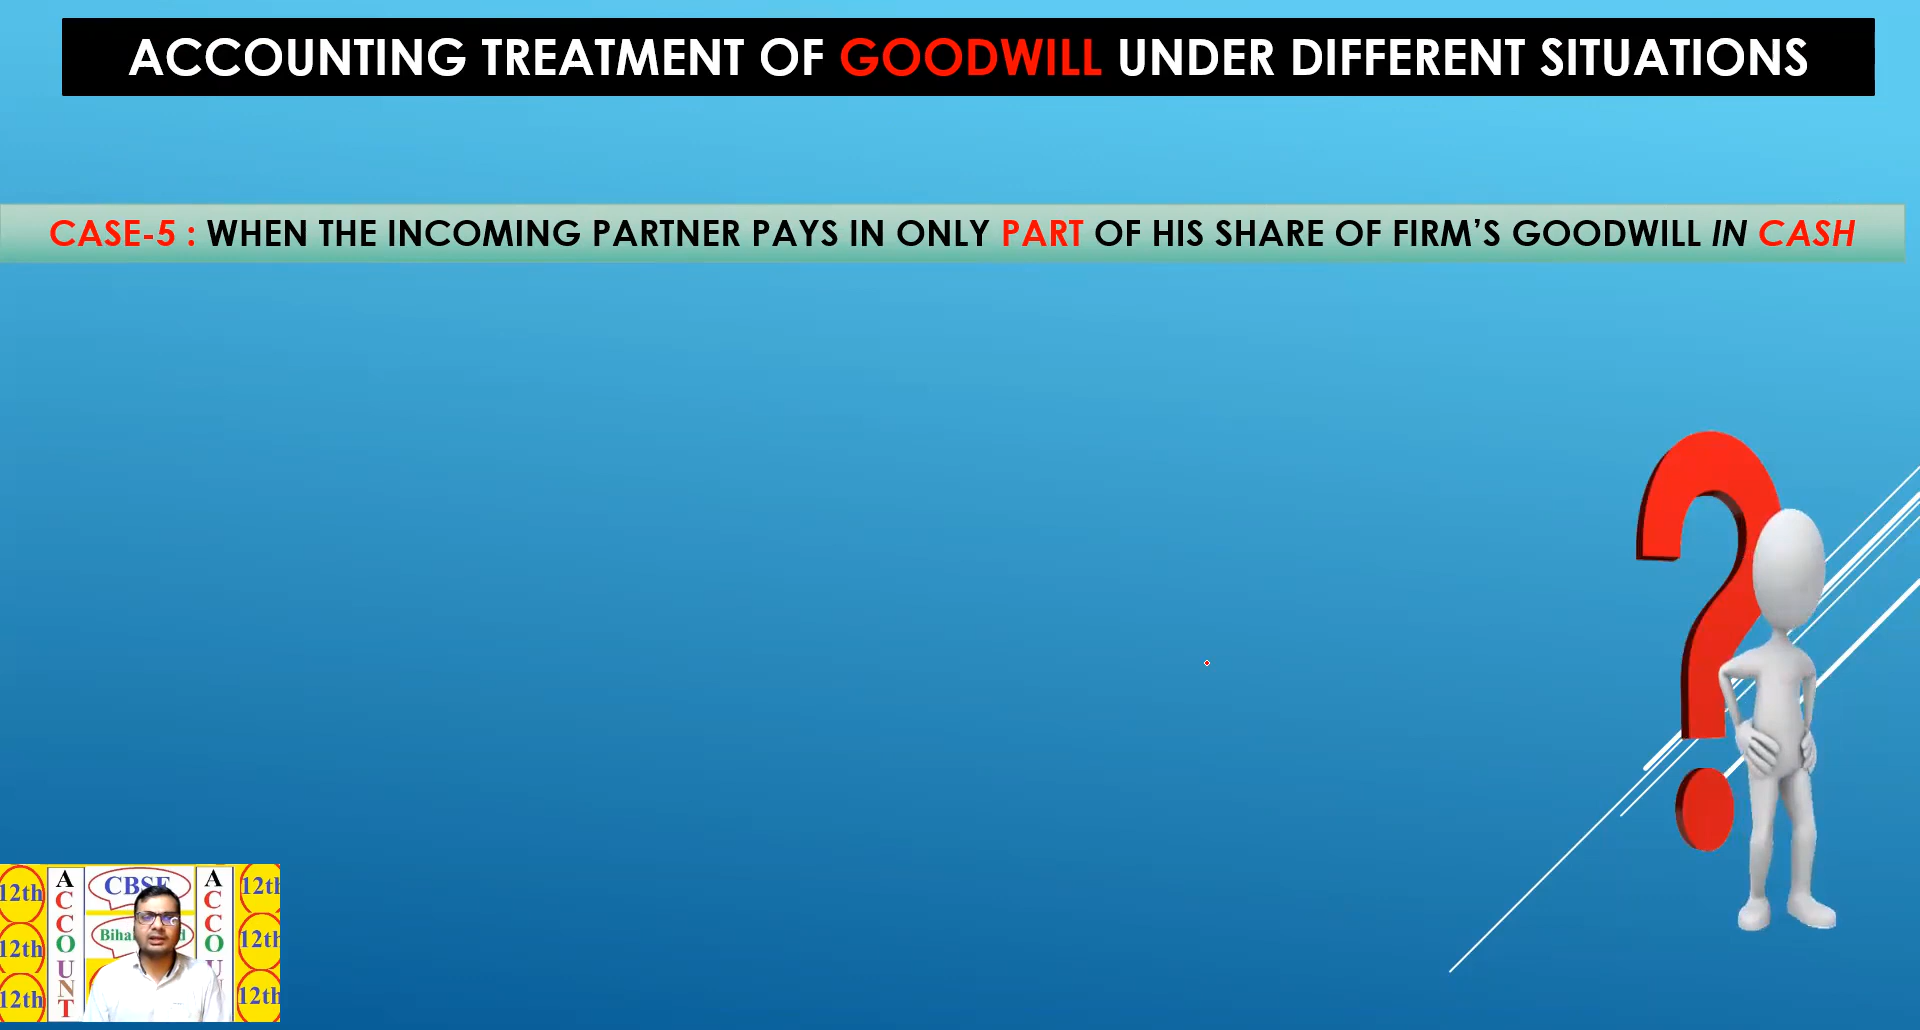 ACCOUNTING TREATMENT OF GOODWILL UNDER DIFFERENT SITUATIONS
CASE-5 : WHEN THE INCOMING PARTNER PAYS IN ONLY PART OF HIS SHARE OF FIRM'S GOODWILL IN CASH
12th
12th
12th
ACCOUNT
CBSE
A
C
C
O
12th
12th
12th